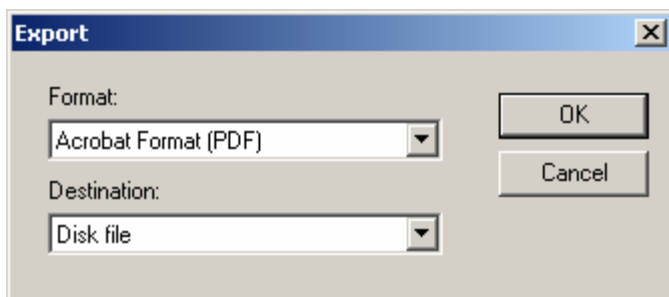 Export
Format:
Acrobat Format (PDF)
OK
Cancel
Destination:
Disk file